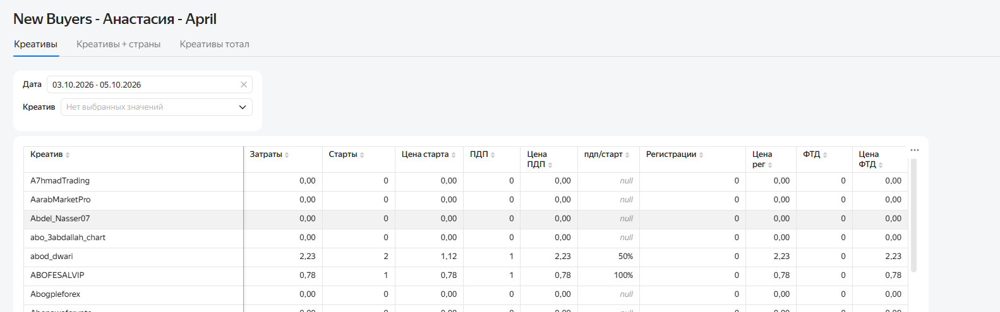 New Buyers - Анастасия - April
Креативы Креативы + страны Креативы тотал
Дата 03.10.2026 - 05.10.2026
Креатив Нет выбранных значений
Креатив Затраты Старты Цена старта ПДП Цена ПДП пдп/старт Регистрации Цена рег ФТД Цена ФТД
A7hmadTrading 0,00 0 0,00 0 0,00 null 0 0,00 0 0,00
AarabMarketPro 0,00 0 0,00 0 0,00 null 0 0,00 0 0,00
Abdel_Nasser07 0,00 0 0,00 0 0,00 null 0 0,00 0 0,00
abo_3abdallah_chart 0,00 0 0,00 0 0,00 null 0 0,00 0 0,00
abod_dwari 2,23 2 1,12 1 2,23 50% 0 2,23 0 2,23
ABOFESALVIP 0,78 1 0,78 1 0,78 100% 0 0,78 0 0,78
Abogpleforex 0,00 0 0,00 0 0,00 null 0 0,00 0 0,00